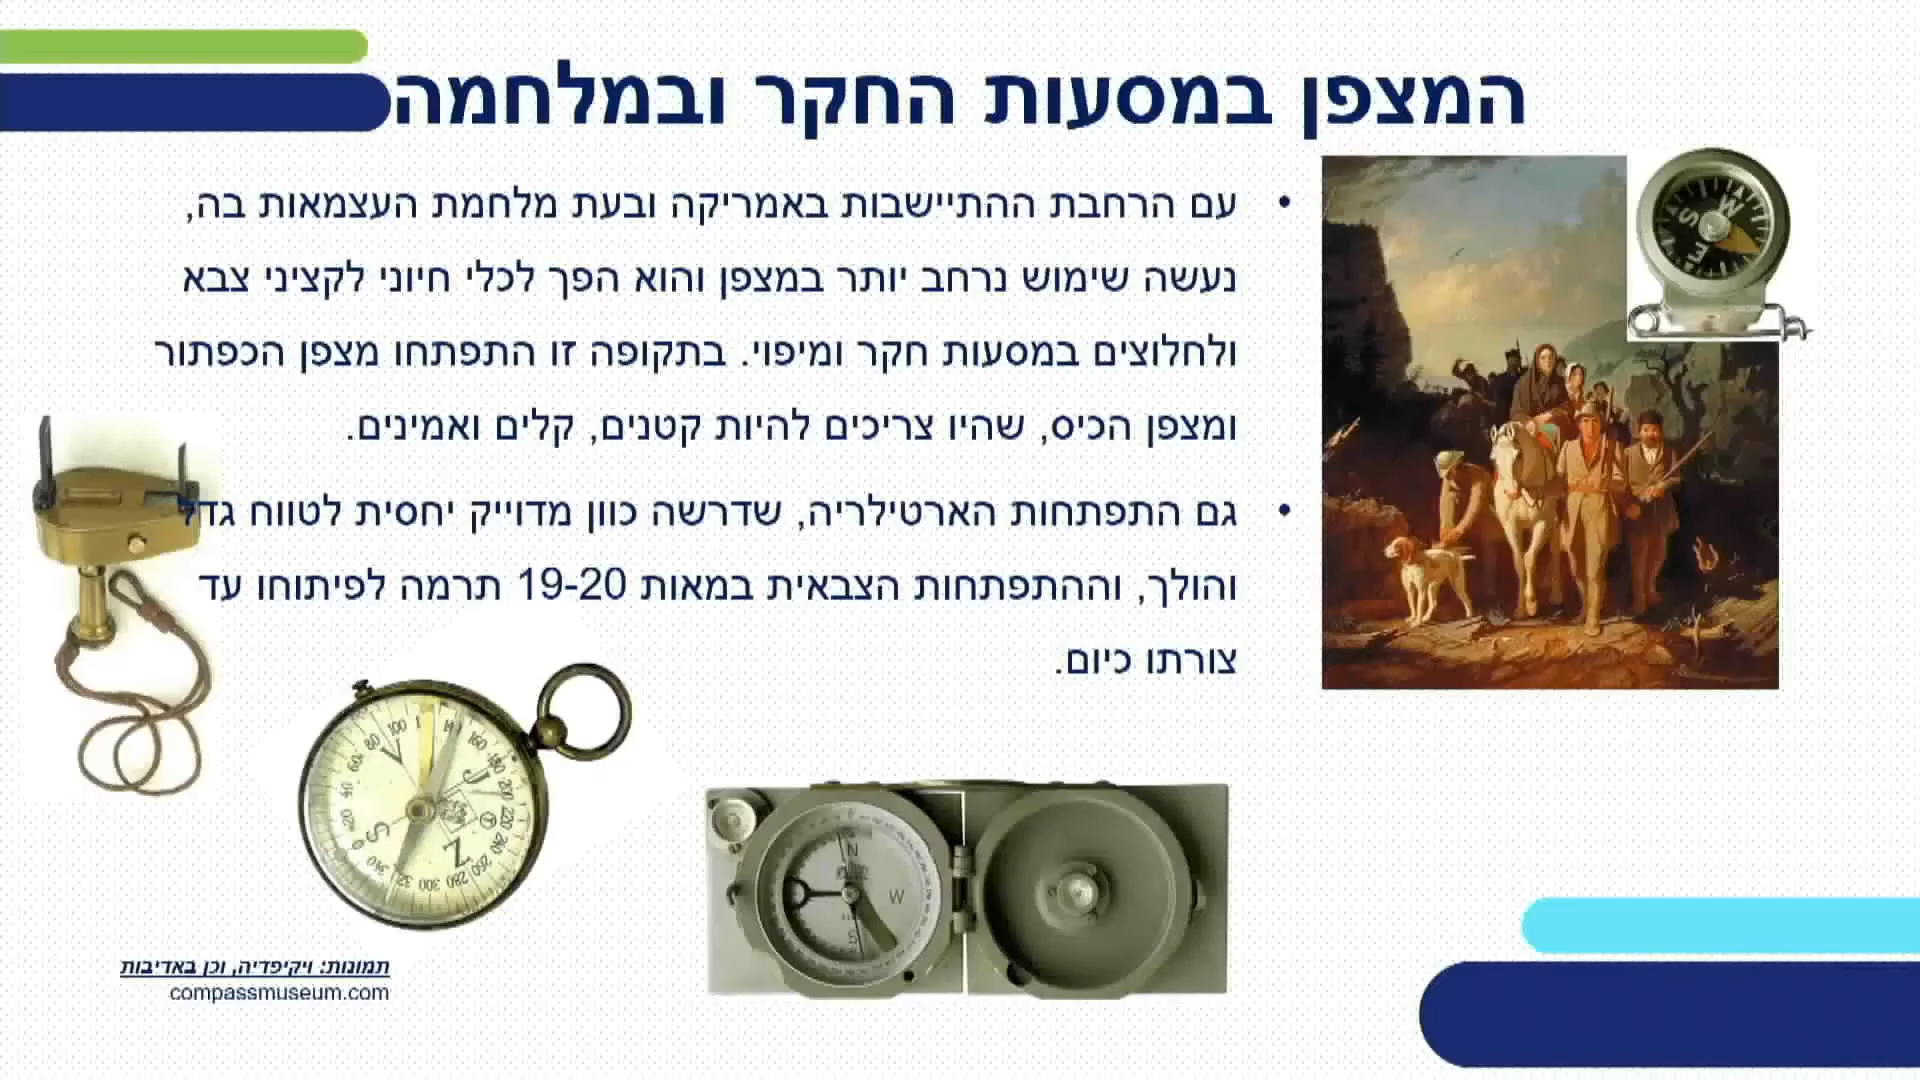 המצפן במסעות החקר ובמלחמה
• עם הרחבת ההתיישבות באמריקה ובעת מלחמת העצמאות בה,
נעשה שימוש נרחב יותר במצפן והוא הפך לכלי חיוני לקציני צבא
ולחלוצים במסעות חקר ומיפוי. בתקופה זו התפתחו מצפן הכפתור
ומצפן הכיס, שהיו צריכים להיות קטנים, קלים ואמינים.
• גם התפתחות הארטילריה, שדרשה כוון מדוייק יחסית לטווח גדל
והולך, וההתפתחות הצבאית במאות 19-20 תרמה לפיתוחו עד
צורתו כיום.
תמונות: ויקיפדיה, וכן באדיבות
compassmuseum.com
W
S
E
N
W
S